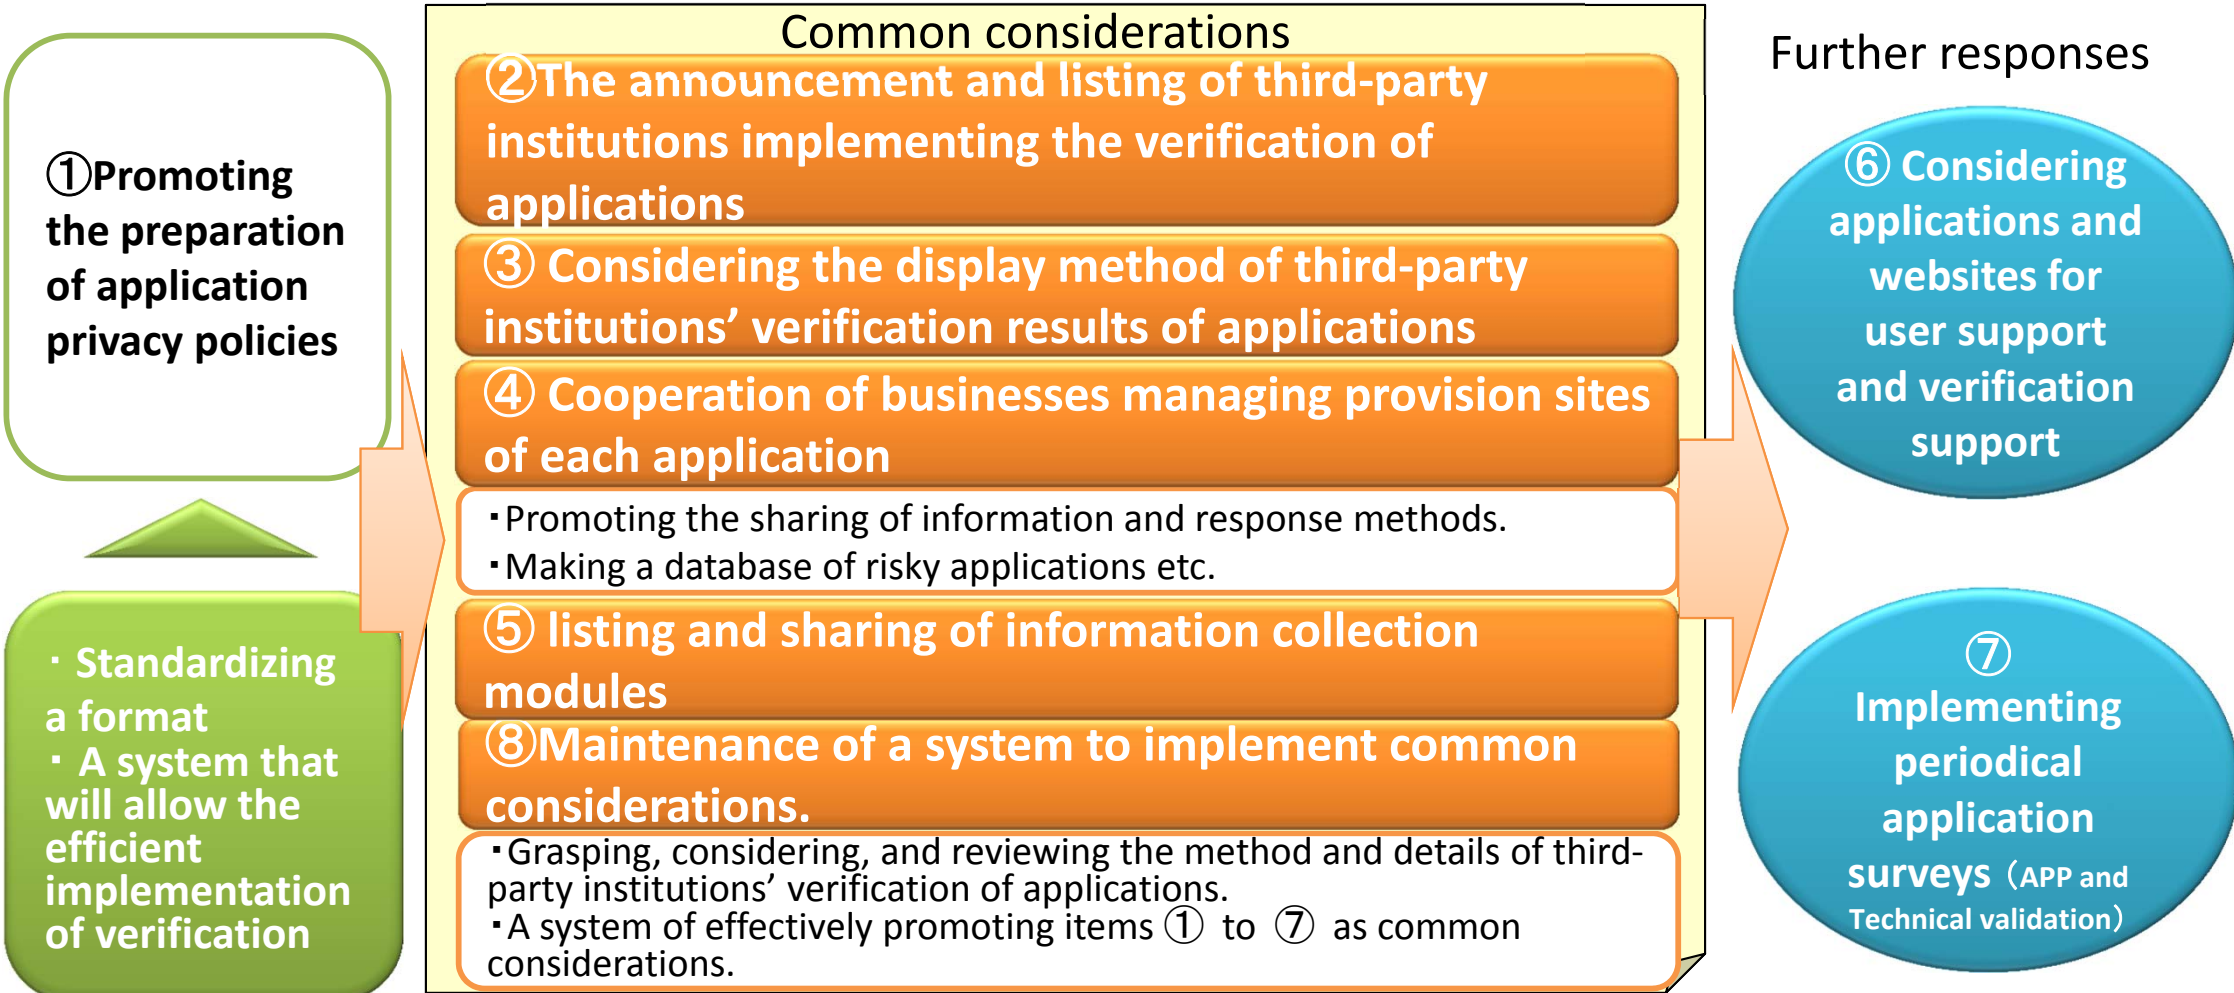 ①Promoting
the preparation
of application
privacy policies
・Standardizing
a format
・A system that
will allow the
efficient
implementation
of verification
Common considerations
②The announcement and listing of third-party
institutions implementing the verification of
applications
③ Considering the display method of third-party
institutions’ verification results of applications
④ Cooperation of businesses managing provision sites
of each application
・Promoting the sharing of information and response methods.
・Making a database of risky applications etc.
⑤ listing and sharing of information collection
modules
⑧Maintenance of a system to implement common
considerations.
・Grasping, considering, and reviewing the method and details of third-
party institutions’ verification of applications.
・A system of effectively promoting items ① to ⑦ as common
considerations.
Further responses
⑥ Considering
applications and
websites for
user support
and verification
support
⑦
Implementing
periodical
application
surveys（APP and
Technical validation）